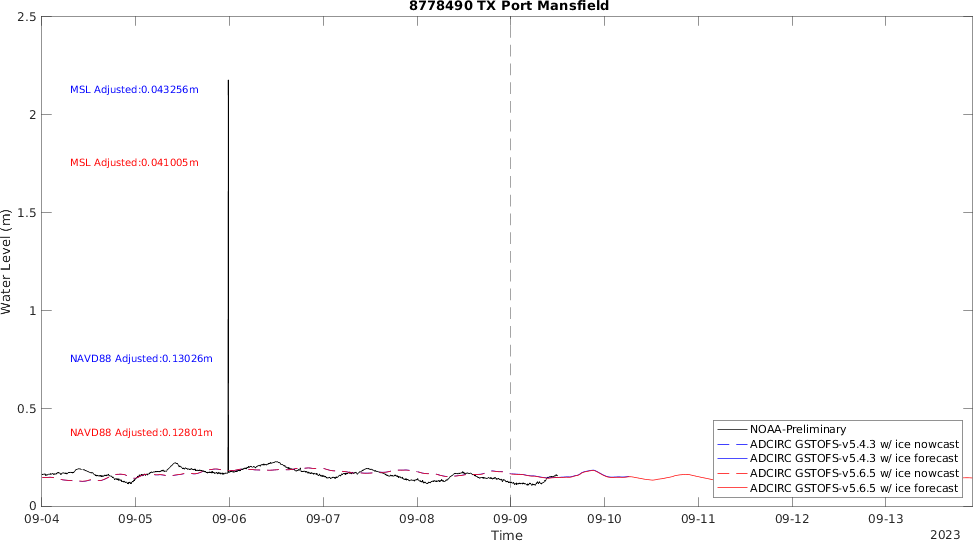 8778490 TX Port Mansfield
2.5
2
1.5
1
0.5
0
Water Level (m)
MSL Adjusted:0.043256m
MSL Adjusted:0.041005m
NAVD88 Adjusted:0.13026m
NAVD88 Adjusted:0.12801m
NOAA-Preliminary
ADCIRC GSTOFS-v5.4.3 w/ ice nowcast
ADCIRC GSTOFS-v5.4.3 w/ ice forecast
ADCIRC GSTOFS-v5.6.5 w/ ice nowcast
ADCIRC GSTOFS-v5.6.5 w/ ice forecast
09-04 09-05 09-06 09-07 09-08 09-09 09-10 09-11 09-12 09-13
Time
2023